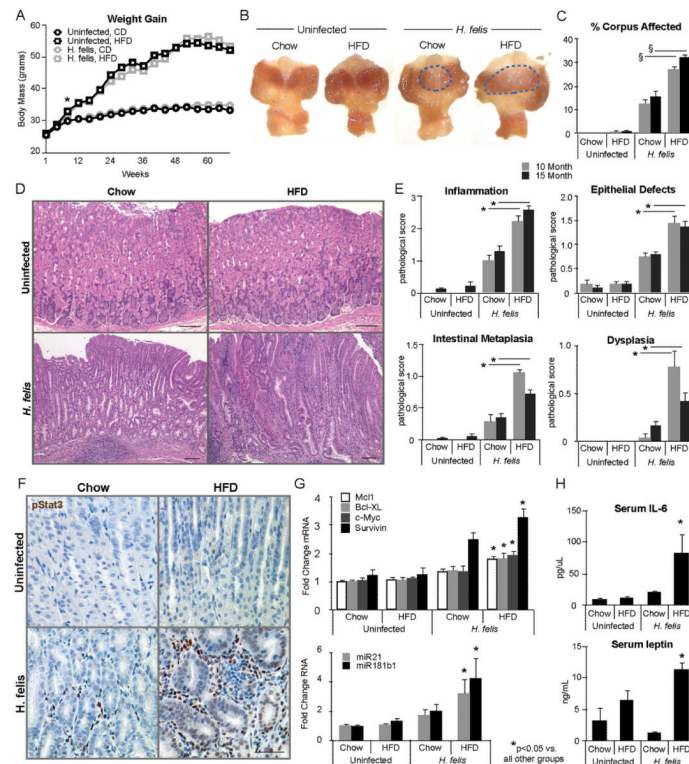 A
Weight Gain
Uninfected, CD
Uninfected, HFD
H. felis, CD
H. felis, HFD
Body Mass (grams)
60
50
40
30
20
*
1
12
24
36
48
60
Weeks
B
Uninfected
H. felis
Chow
HFD
Chow
HFD
C
% Corpus Affected
§
§
40
30
20
10
0
Chow
HFD
Chow
HFD
Uninfected
H. felis
10 Month
15 Month
D
Chow
HFD
Uninfected
H. felis
E
Inflammation
pathological score
3.0
2.0
1.0
0
*
*
Chow
HFD
Chow
HFD
Uninfected
H. felis
Epithelial Defects
pathological score
2.0
1.0
0
*
*
Chow
HFD
Chow
HFD
Uninfected
H. felis
Intestinal Metaplasia
pathological score
1.5
1.0
0.5
0
*
*
Chow
HFD
Chow
HFD
Uninfected
H. felis
Dysplasia
pathological score
1.0
0.5
0
*
*
Chow
HFD
Chow
HFD
Uninfected
H. felis
F
pStat3
Chow
HFD
Uninfected
H. felis
G
Mcl1
Bcl-XL
c-Myc
Survivin
Fold Change mRNA
4
3
2
1
0
* * * *
Chow
HFD
Chow
HFD
Uninfected
H. felis
miR21
miR181b1
Fold Change RNA
6
4
2
0
* *
Chow
HFD
Chow
HFD
Uninfected
H. felis
* p<0.05 vs.
all other groups
H
Serum IL-6
pg/uL
150
100
50
0
*
Chow
HFD
Chow
HFD
Uninfected
H. felis
Serum leptin
ng/mL
15
10
5
0
*
Chow
HFD
Chow
HFD
Uninfected
H. felis